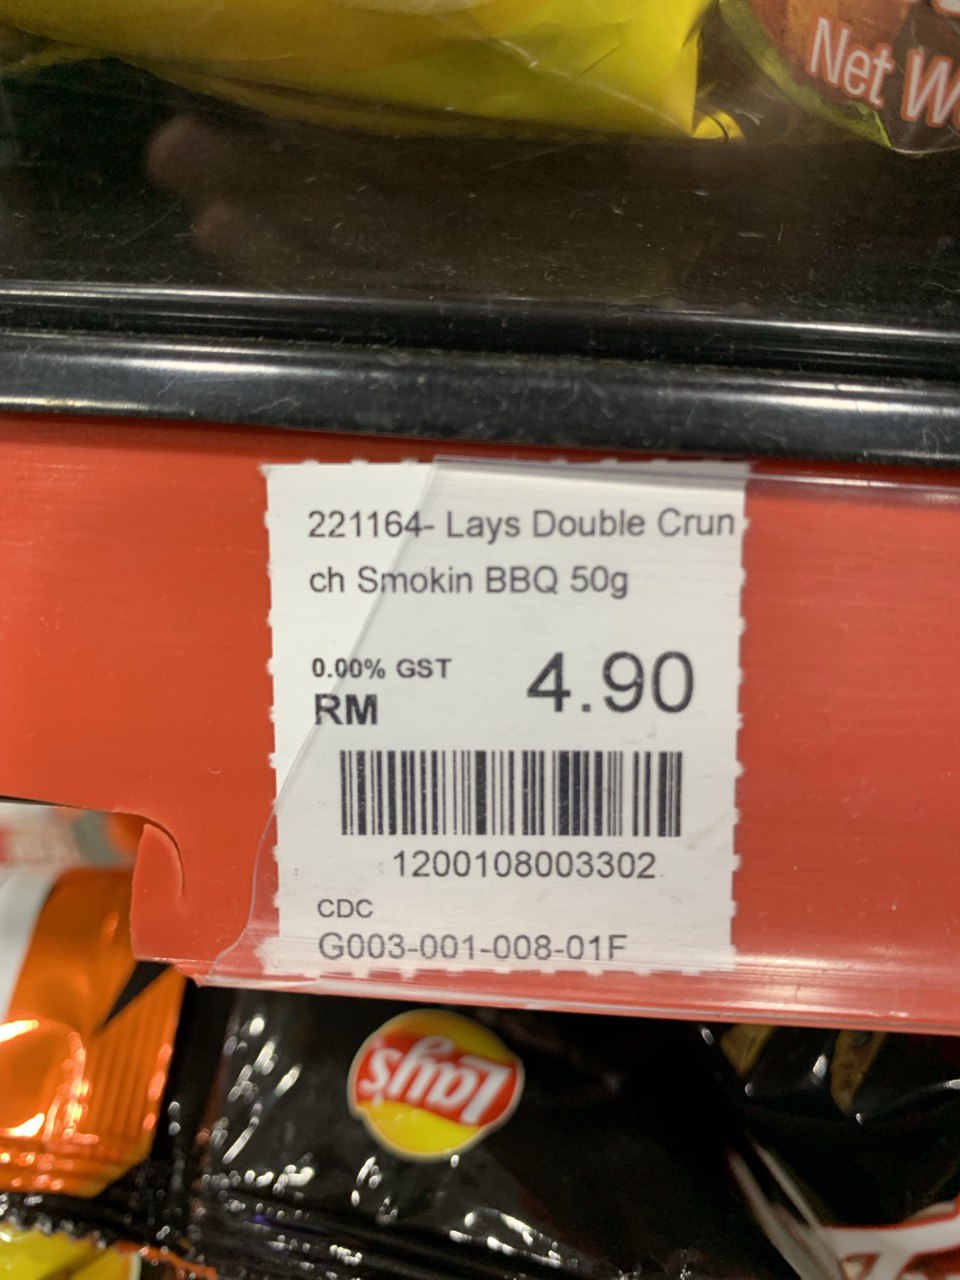 Net
221164- Lays Double Crun
ch Smokin BBQ 50g
0.00% GST
RM 4.90
1200108003302
CDC
G003-001-008-01F
Lay's